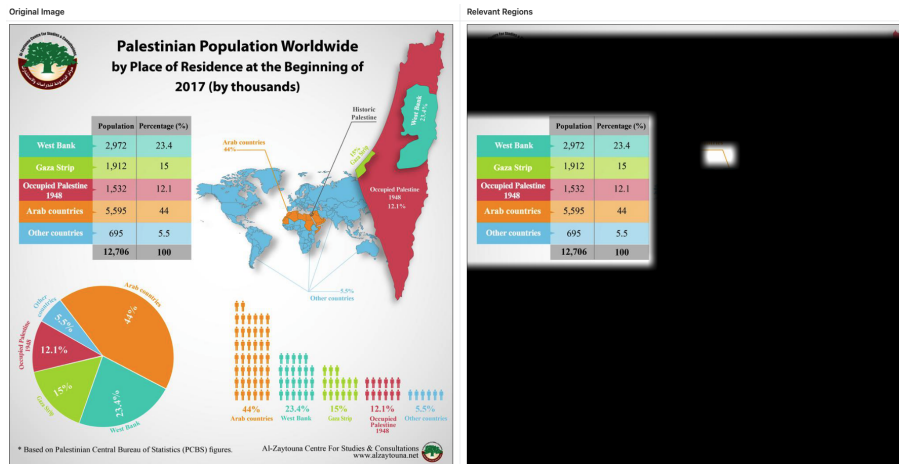 Original Image
Relevant Regions
Palestinian Population Worldwide
by Place of Residence at the Beginning of
2017 (by thousands)
Population Percentage (%)
West Bank 2,972 23.4
Gaza Strip 1,912 15
Occupied Palestine 1948 1,532 12.1
Arab countries 5,595 44
Other countries 695 5.5
12,706 100
Historic
Palestine
Arab countries
44%
West Bank
23.4%
15%
Gaza Strip
Occupied Palestine
1948
12.1%
5.5%
Other countries
Arab countries
44%
Other
countries
5.5%
Occupied Palestine
1948
12.1%
15%
Gaza Strip
23.4%
West Bank
44% 23.4% 15% 12.1% 5.5%
Arab countries West Bank Gaza Strip Occupied Palestine 1948 Other countries
* Based on Palestinian Central Bureau of Statistics (PCBS) figures.
Al-Zaytouna Centre For Studies & Consultations
www.alzaytouna.net
Population Percentage (%)
West Bank 2,972 23.4
Gaza Strip 1,912 15
Occupied Palestine 1948 1,532 12.1
Arab countries 5,595 44
Other countries 695 5.5
12,706 100